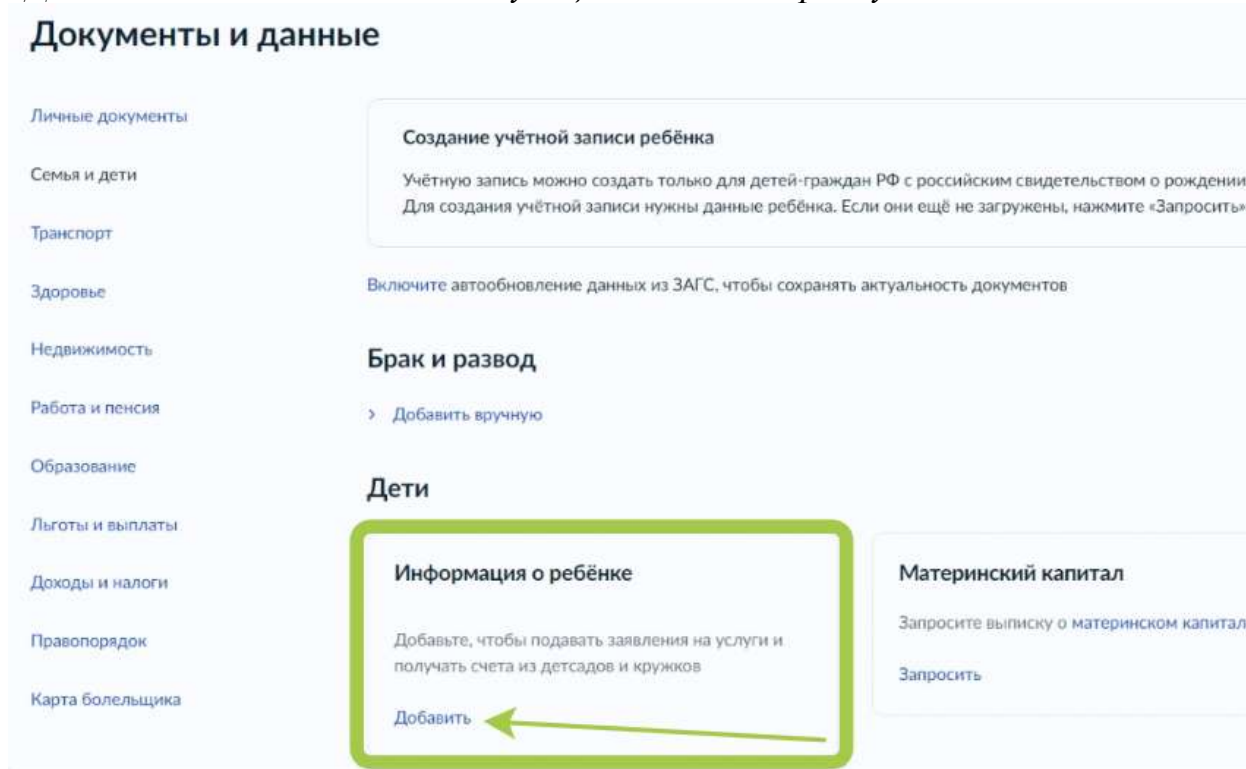 Документы и данные
Личные документы
Семья и дети
Транспорт
Здоровье
Недвижимость
Работа и пенсия
Образование
Льготы и выплаты
Доходы и налоги
Правопорядок
Карта болельщика
Создание учётной записи ребёнка
Учётную запись можно создать только для детей-граждан РФ с российским свидетельством о рождении
Для создания учётной записи нужны данные ребёнка. Если они ещё не загружены, нажмите «Запросить»
Включите автообновление данных из ЗАГС, чтобы сохранять актуальность документов
Брак и развод
› Добавить вручную
Дети
Информация о ребёнке
Добавьте, чтобы подавать заявления на услуги и
получать счета из детсадов и кружков
Добавить
Материнский капитал
Запросите выписку о материнском капитал
Запросить